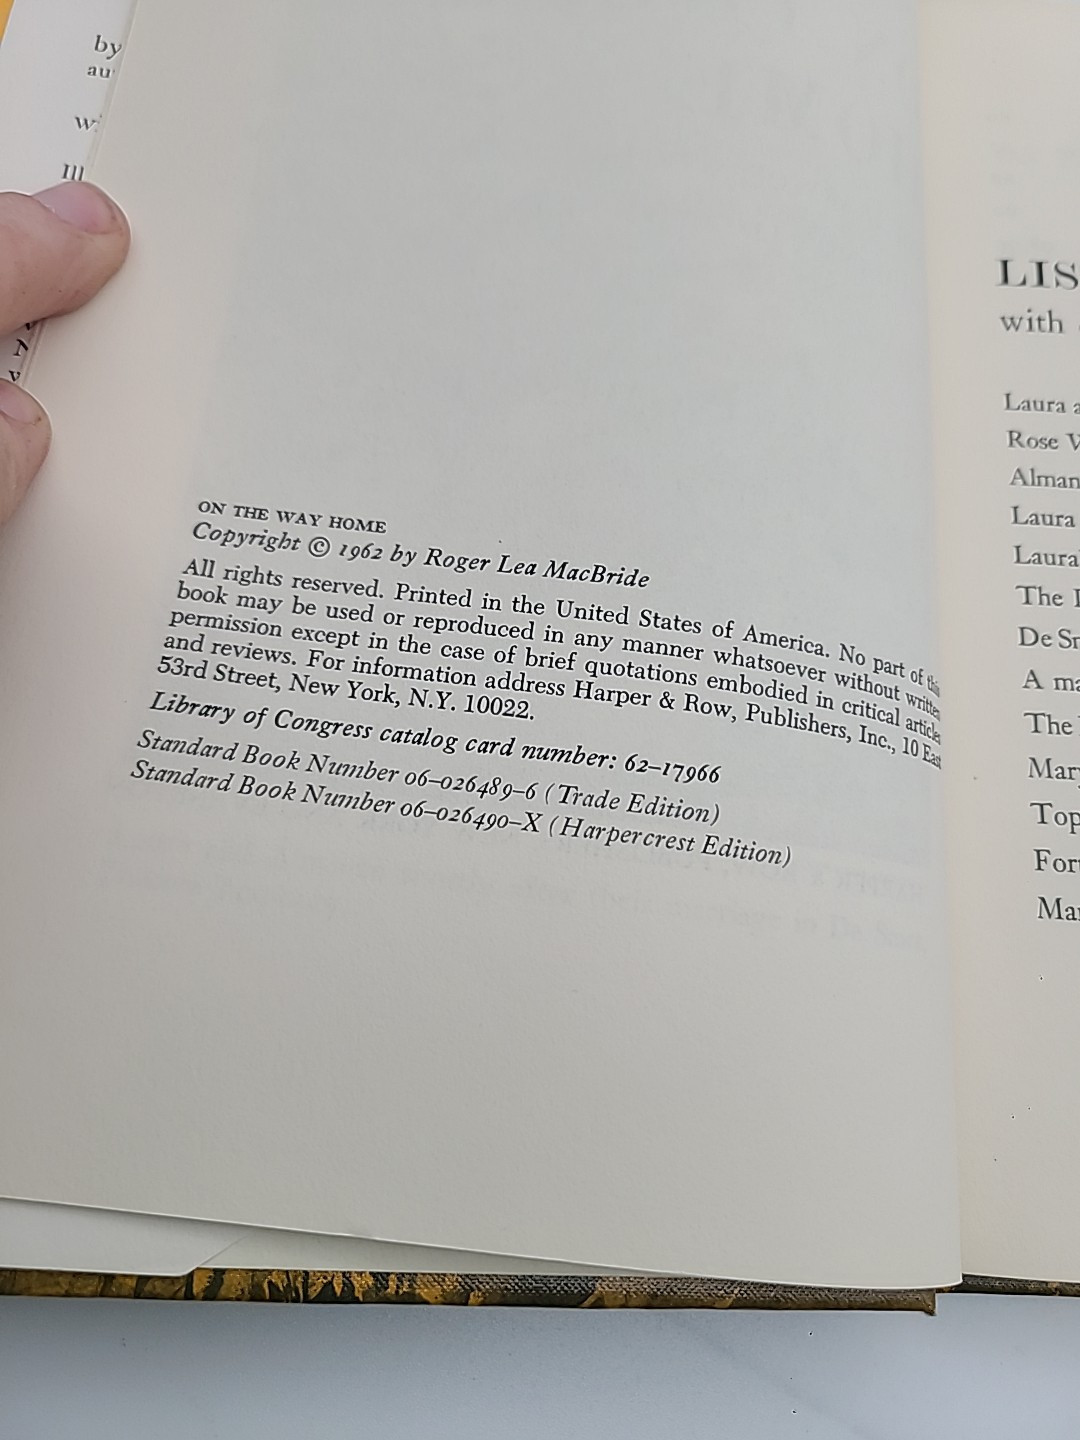 by
au
w
Ill
N
ON THE WAY HOME
Copyright © 1962 by Roger Lea MacBride
All rights reserved. Printed in the United States of America. No part of this
book may be used or reproduced in any manner whatsoever without written
permission except in the case of brief quotations embodied in critical articles
and reviews. For information address Harper & Row, Publishers, Inc., 10 East
53rd Street, New York, N.Y. 10022.
Library of Congress catalog card number: 62–17966
Standard Book Number 06–026489–6 (Trade Edition)
Standard Book Number 06–026490–X (Harpercrest Edition)
LIS
with
Laura a
Rose
Alman
Laura
Laura
The
De Sm
A ma
The
Mary
Top
For
Ma